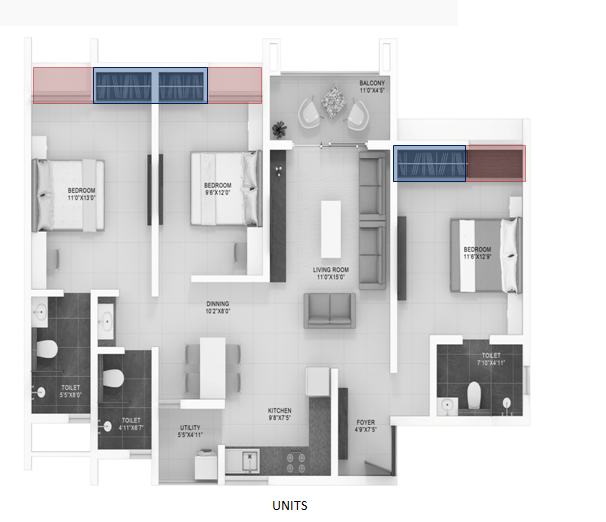 BALCONY
11'0"X4'5"
BEDROOM
11'0"X13'0"
BEDROOM
9'6"X12'0"
BEDROOM
11'6"X12'9"
LIVING ROOM
11'0"X15'0"
DINNING
10'2"X8'0"
TOILET
7'10"X4'11"
TOILET
5'5"X8'0"
TOILET
4'11"X6'7"
KITCHEN
9'8"X7'5"
UTILITY
5'5"X4'11"
FOYER
4'9"X7'5"
UNITS